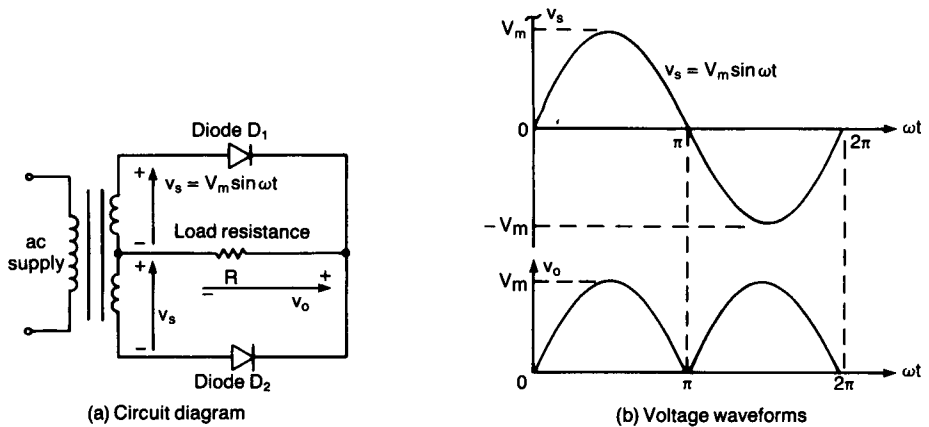 Diode D₁
+
vₛ = Vₘ sin ωt
−
ac
supply
Load resistance
+
R
−
+
vₒ
vₛ
−
Diode D₂
(a) Circuit diagram
Vₘ
vₛ
vₛ = Vₘ sin ωt
0
π
2π
ωt
− Vₘ
Vₘ
vₒ
0
π
2π
ωt
(b) Voltage waveforms